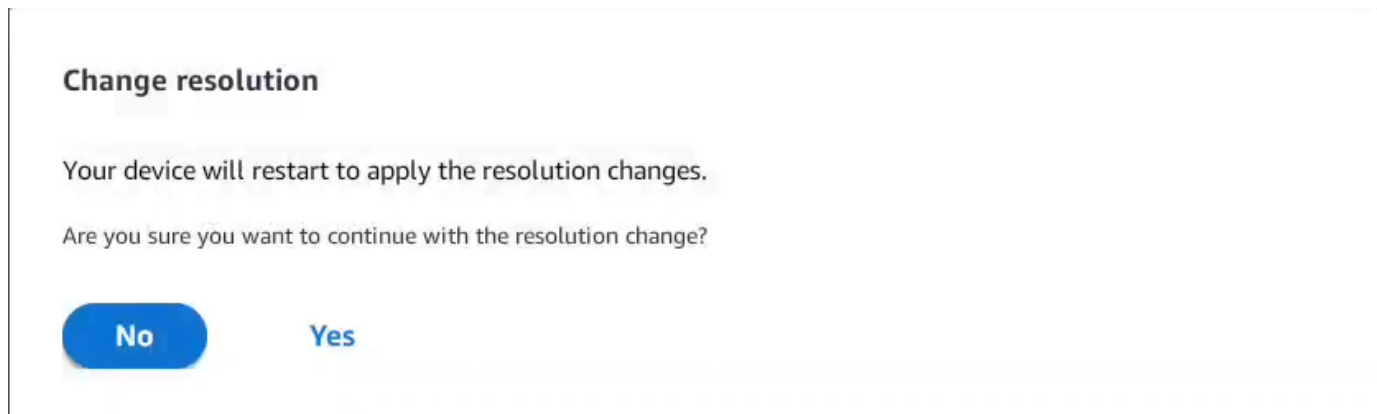 Change resolution
Your device will restart to apply the resolution changes.
Are you sure you want to continue with the resolution change?
No Yes